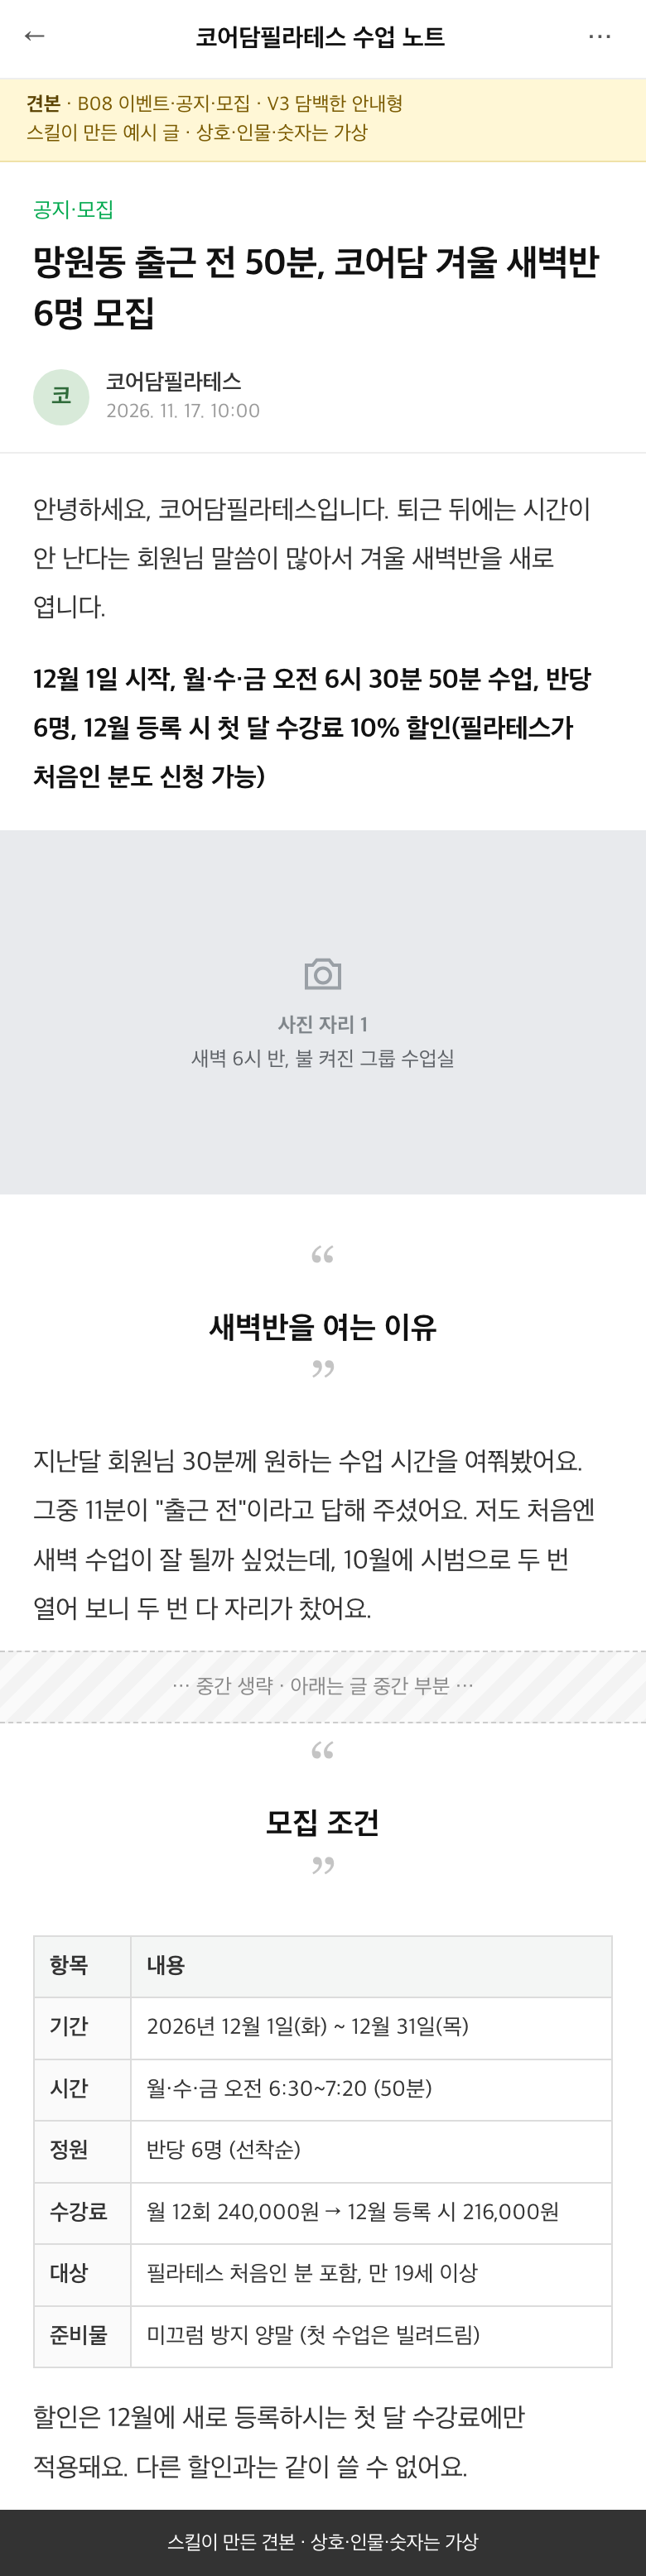 ← 코어담필라테스 수업 노트 ···
견본 · B08 이벤트·공지·모집 · V3 담백한 안내형
스킬이 만든 예시 글 · 상호·인물·숫자는 가상
공지·모집
망원동 출근 전 50분, 코어담 겨울 새벽반
6명 모집
코
코어담필라테스
2026. 11. 17. 10:00
안녕하세요, 코어담필라테스입니다. 퇴근 뒤에는 시간이
안 난다는 회원님 말씀이 많아서 겨울 새벽반을 새로
엽니다.
12월 1일 시작, 월·수·금 오전 6시 30분 50분 수업, 반당
6명, 12월 등록 시 첫 달 수강료 10% 할인(필라테스가
처음인 분도 신청 가능)
사진 자리 1
새벽 6시 반, 불 켜진 그룹 수업실
“
새벽반을 여는 이유
”
지난달 회원님 30분께 원하는 수업 시간을 여쭤봤어요.
그중 11분이 "출근 전"이라고 답해 주셨어요. 저도 처음엔
새벽 수업이 잘 될까 싶었는데, 10월에 시범으로 두 번
열어 보니 두 번 다 자리가 찼어요.
··· 중간 생략 · 아래는 글 중간 부분 ···
“
모집 조건
”
항목 내용
기간 2026년 12월 1일(화) ~ 12월 31일(목)
시간 월·수·금 오전 6:30~7:20 (50분)
정원 반당 6명 (선착순)
수강료 월 12회 240,000원 → 12월 등록 시 216,000원
대상 필라테스 처음인 분 포함, 만 19세 이상
준비물 미끄럼 방지 양말 (첫 수업은 빌려드림)
할인은 12월에 새로 등록하시는 첫 달 수강료에만
적용돼요. 다른 할인과는 같이 쓸 수 없어요.
스킬이 만든 견본 · 상호·인물·숫자는 가상